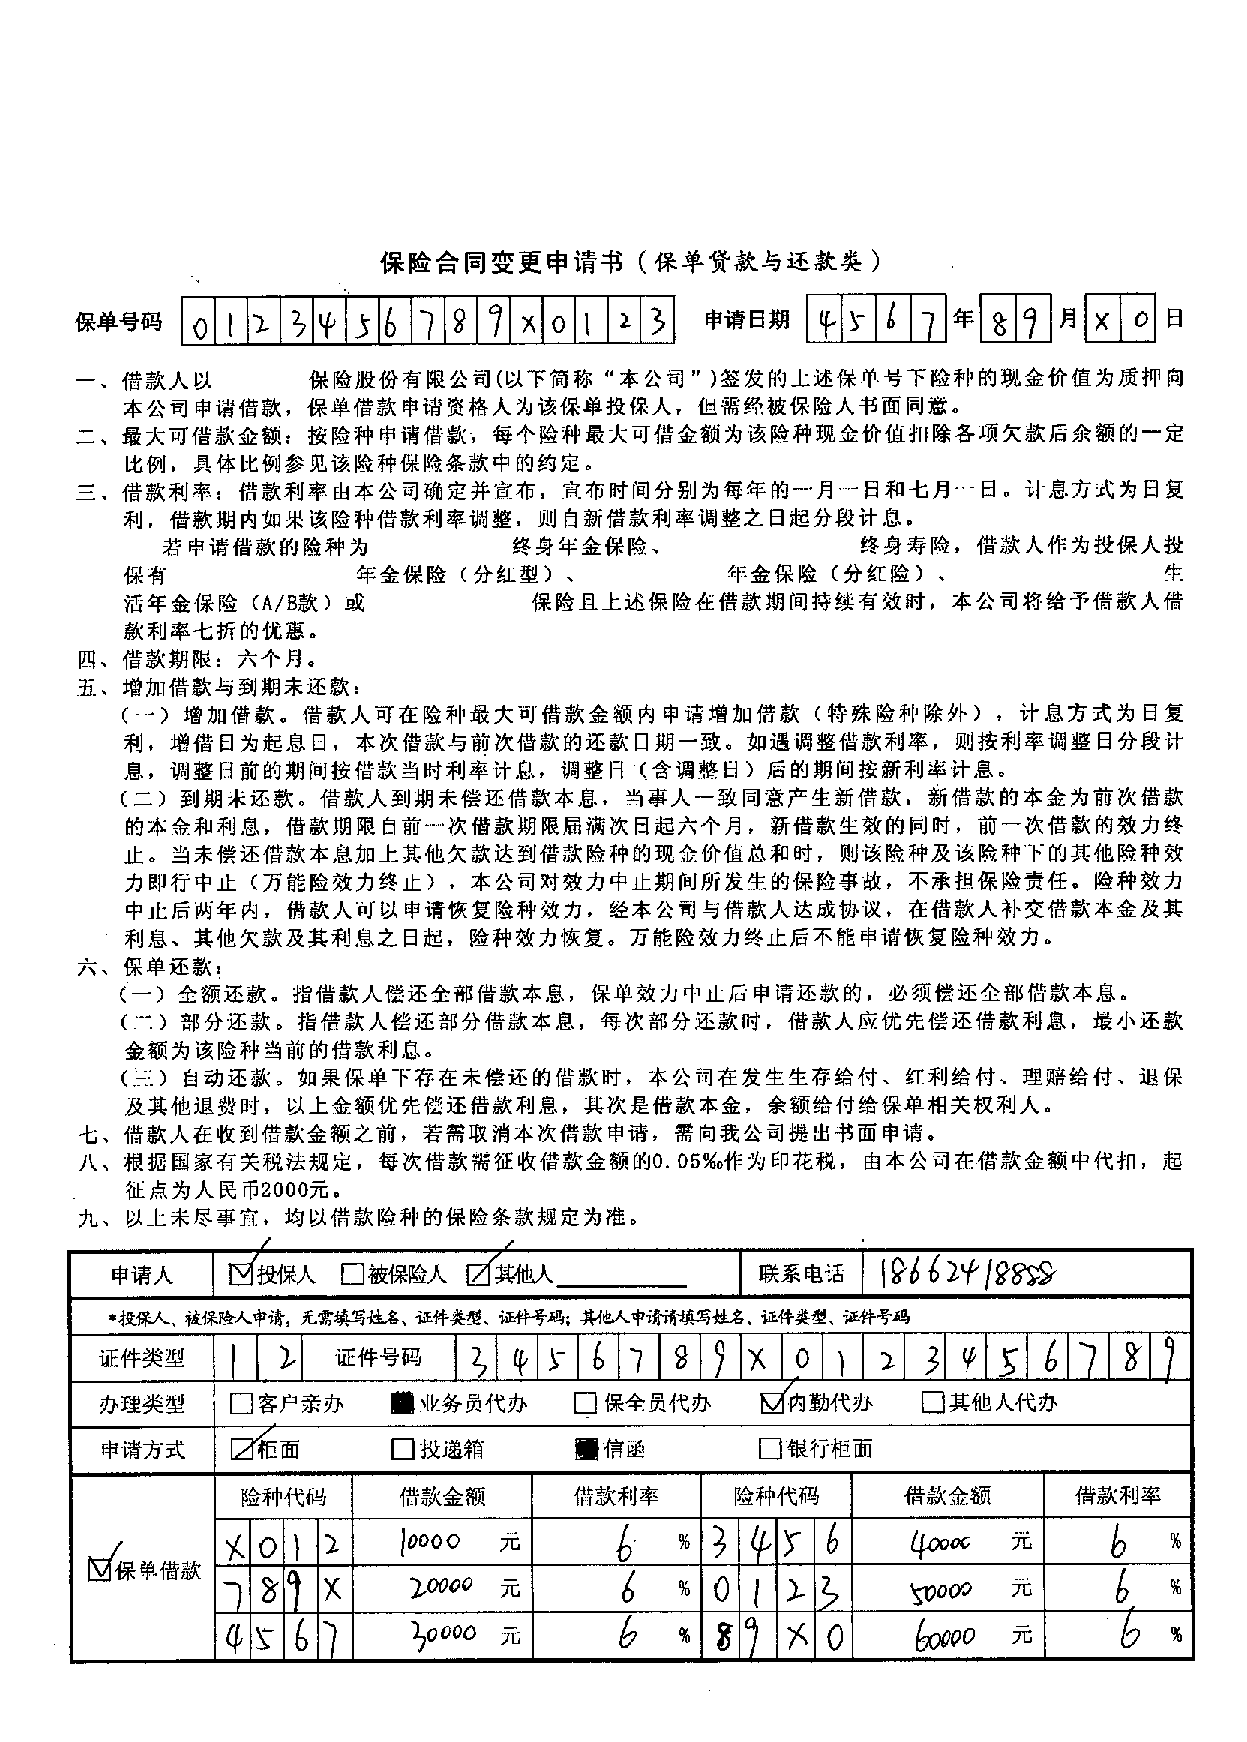 保险合同变更申请书（保单贷款与还款类）
保单号码 0 1 2 3 4 5 6 7 8 9 X 0 1 2 3 申请日期 4 5 6 7 年 8 9 月 X 0 日
一、借款人以 保险股份有限公司(以下简称“本公司”)签发的上述保单号下险种的现金价值为质押向
本公司申请借款，保单借款申请资格人为该保单投保人，但需经被保险人书面同意。
二、最大可借款金额：按险种申请借款，每个险种最大可借金额为该险种现金价值扣除各项欠款后余额的一定
比例，具体比例参见该险种保险条款中的约定。
三、借款利率：借款利率由本公司确定并宣布，宣布时间分别为每年的一月一日和七月一日。计息方式为日复
利，借款期内如果该险种借款利率调整，则自新借款利率调整之日起分段计息。
若申请借款的险种为 终身年金保险、 终身寿险，借款人作为投保人投
保有 年金保险（分红型）、 年金保险（分红险）、 生
活年金保险（A/B款）或 保险且上述保险在借款期间持续有效时，本公司将给予借款人借
款利率七折的优惠。
四、借款期限：六个月。
五、增加借款与到期未还款：
（一）增加借款。借款人可在险种最大可借款金额内申请增加借款（特殊险种除外），计息方式为日复
利，增借日为起息日，本次借款与前次借款的还款日期一致。如遇调整借款利率，则按利率调整日分段计
息，调整日前的期间按借款当时利率计息，调整日（含调整日）后的期间按新利率计息。
（二）到期未还款。借款人到期未偿还借款本息，当事人一致同意产生新借款，新借款的本金为前次借款
的本金和利息，借款期限自前一次借款期限届满次日起六个月，新借款生效的同时，前一次借款的效力终
止。当未偿还借款本息加上其他欠款达到借款险种的现金价值总和时，则该险种及该险种下的其他险种效
力即行中止（万能险效力终止），本公司对效力中止期间所发生的保险事故，不承担保险责任。险种效力
中止后两年内，借款人可以申请恢复险种效力，经本公司与借款人达成协议，在借款人补交借款本金及其
利息、其他欠款及其利息之日起，险种效力恢复。万能险效力终止后不能申请恢复险种效力。
六、保单还款：
（一）全额还款。指借款人偿还全部借款本息，保单效力中止后申请还款的，必须偿还全部借款本息。
（二）部分还款。指借款人偿还部分借款本息，每次部分还款时，借款人应优先偿还借款利息，最小还款
金额为该险种当前的借款利息。
（三）自动还款。如果保单下存在未偿还的借款时，本公司在发生生存给付、红利给付、理赔给付、退保
及其他退费时，以上金额优先偿还借款利息，其次是借款本金，余额给付给保单相关权利人。
七、借款人在收到借款金额之前，若需取消本次借款申请，需向我公司提出书面申请。
八、根据国家有关税法规定，每次借款需征收借款金额的0.05‰作为印花税，由本公司在借款金额中代扣，起
征点为人民币2000元。
九、以上未尽事宜，均以借款险种的保险条款规定为准。
申请人 ☑投保人 □被保险人 ☑其他人 联系电话 18662418888
*投保人、被保险人申请，无需填写姓名、证件类型、证件号码；其他人申请请填写姓名、证件类型、证件号码
证件类型 1 2 证件号码 3 4 5 6 7 8 9 X 0 1 2 3 4 5 6 7 8 9
办理类型 □客户亲办 ■业务员代办 □保全员代办 ☑内勤代办 □其他人代办
申请方式 ☑柜面 □投递箱 ■信函 □银行柜面
险种代码 借款金额 借款利率 险种代码 借款金额 借款利率
☑保单借款
X 0 1 2 10000 元 6 % 3 4 5 6 40000 元 6 %
7 8 9 X 20000 元 6 % 0 1 2 3 50000 元 6 %
4 5 6 7 30000 元 6 % 8 9 X 0 60000 元 6 %